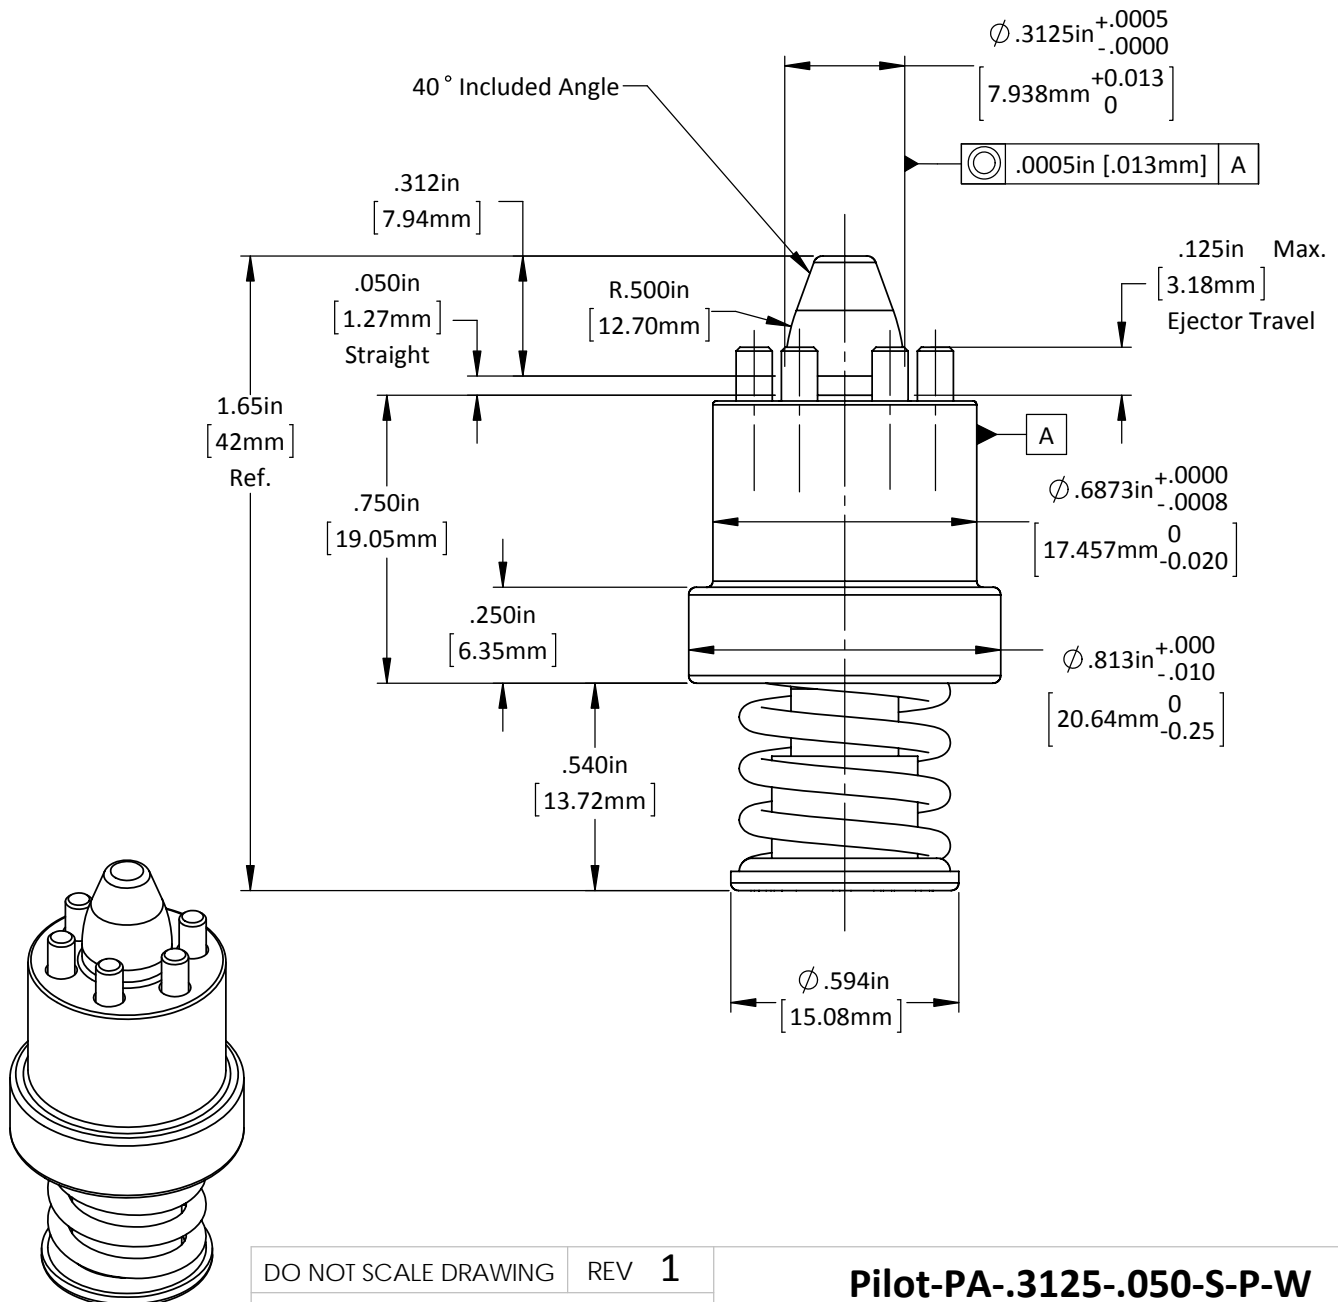 ⌀.3125in +.0005 -.0000
[7.938mm +0.013 0]
40° Included Angle
◎ .0005in [.013mm] A
.312in
[7.94mm]
.125in Max.
[3.18mm]
Ejector Travel
.050in
[1.27mm]
Straight
R.500in
[12.70mm]
1.65in
[42mm]
Ref.
A
.750in
[19.05mm]
⌀.6873in +.0000 -.0008
[17.457mm 0 -0.020]
.250in
[6.35mm]
⌀.813in +.000 -.010
[20.64mm 0 -0.25]
.540in
[13.72mm]
⌀.594in
[15.08mm]
DO NOT SCALE DRAWING
REV 1
Pilot-PA-.3125-.050-S-P-W